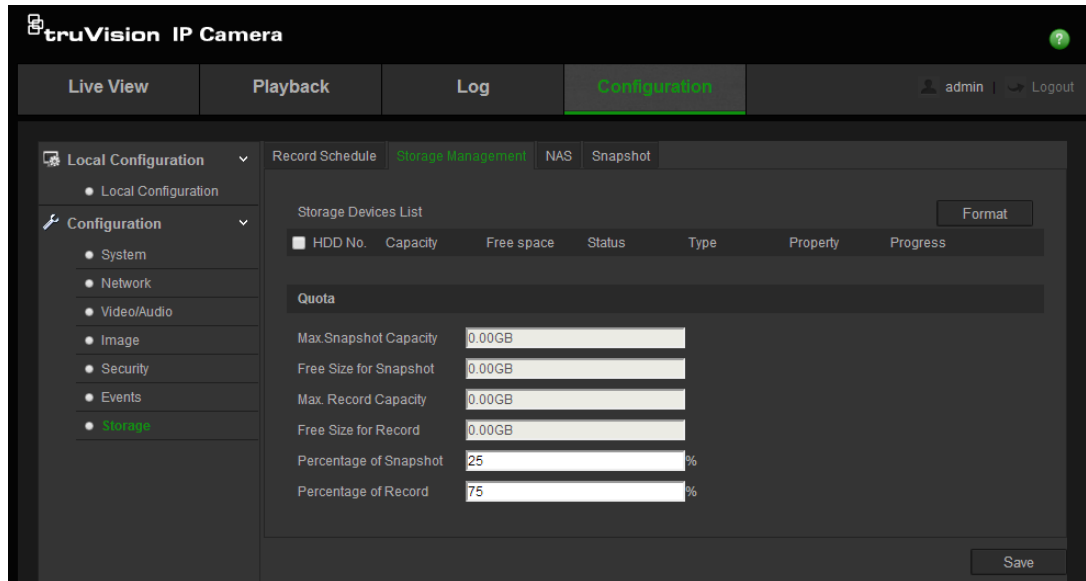 truVision IP Camera
?
Live View Playback Log Configuration admin | Logout
Local Configuration
Local Configuration
Configuration
System
Network
Video/Audio
Image
Security
Events
Storage
Record Schedule Storage Management NAS Snapshot
Storage Devices List Format
HDD No. Capacity Free space Status Type Property Progress
Quota
Max.Snapshot Capacity 0.00GB
Free Size for Snapshot 0.00GB
Max. Record Capacity 0.00GB
Free Size for Record 0.00GB
Percentage of Snapshot 25 %
Percentage of Record 75 %
Save